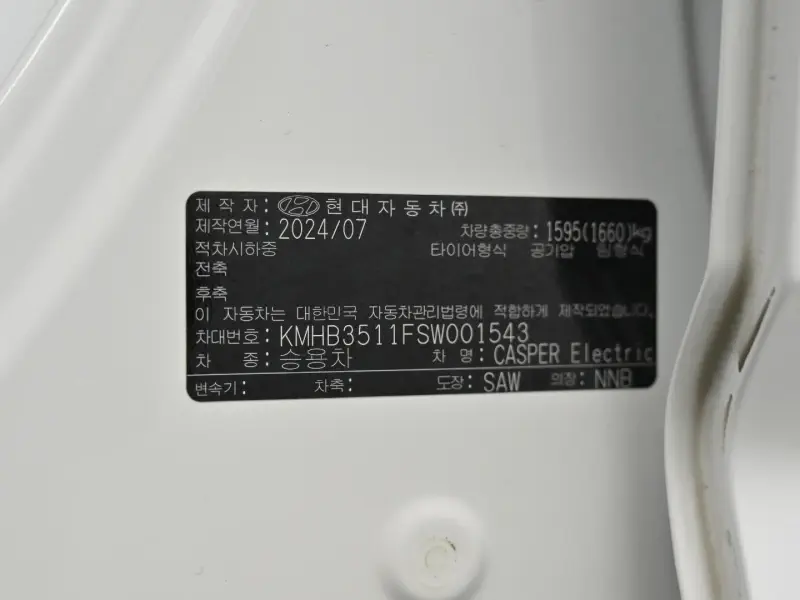 제 작 자 : 현대자동차㈜
제작연월 : 2024/07 차량총중량 : 1595(1660)kg
적차시하중 타이어형식 공기압 림형식
전축
후축
이 자동차는 대한민국 자동차관리법령에 적합하게 제작되었습니다.
차대번호 : KMHB3511FSW001543
차 종 : 승용차 차 명 : CASPER Electric
변속기 : 차축 : 도장 : SAW 의장 : NNB